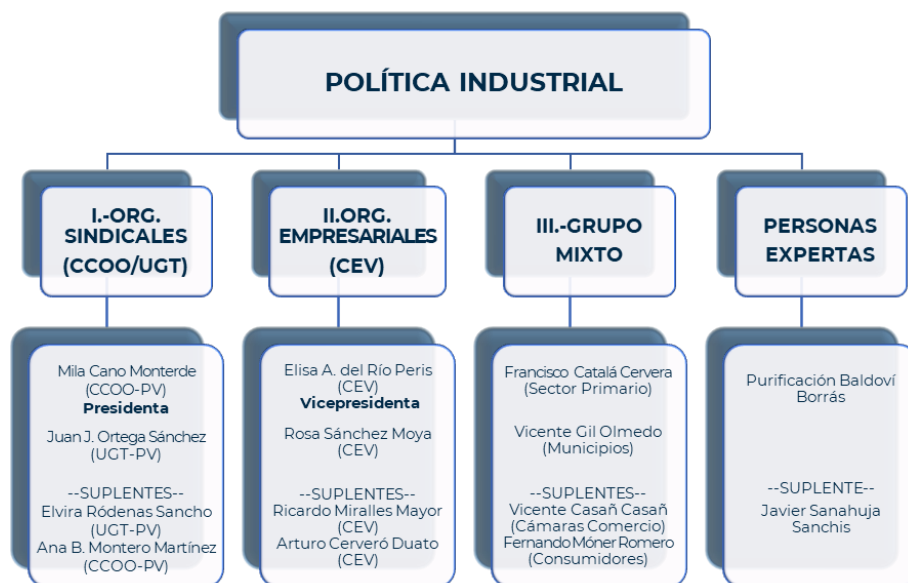 POLÍTICA INDUSTRIAL
I.-ORG.
SINDICALES
(CCOO/UGT)
Mila Cano Monterde
(CCOO-PV)
Presidenta
Juan J. Ortega Sánchez
(UGT-PV)
--SUPLENTES--
Elvira Ródenas Sancho
(UGT-PV)
Ana B. Montero Martínez
(CCOO-PV)
II.ORG.
EMPRESARIALES
(CEV)
Elisa A. del Río Peris
(CEV)
Vicepresidenta
Rosa Sánchez Moya
(CEV)
--SUPLENTES--
Ricardo Miralles Mayor
(CEV)
Arturo Cerveró Duato
(CEV)
III.-GRUPO
MIXTO
Francisco Catalá Cervera
(Sector Primario)
Vicente Gil Olmedo
(Municipios)
--SUPLENTES--
Vicente Casañ Casañ
(Cámaras Comercio)
Fernando Móner Romero
(Consumidores)
PERSONAS
EXPERTAS
Purificación Baldoví
Borrás
--SUPLENTE--
Javier Sanahuja
Sanchis